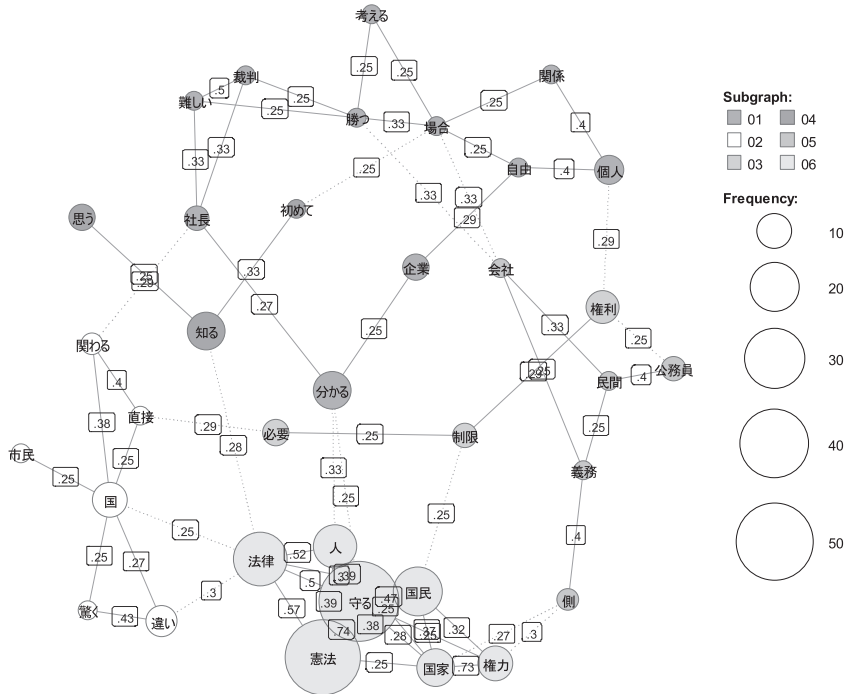 考える
.25
.25
裁判
関係
.5
難しい
.25
.25
勝つ
.33
場合
.25
.4
.33
.33
.25
自由
.4
個人
.25
.33
.33
.29
初めて
思う
社長
.29
.33
企業
会社
.25
.29
.27
権利
知る
.25
.33
.25
関わる
.29
.25
公務員
民間
.4
.4
分かる
直接
.38
.29
必要
.25
制限
.25
.28
市民
.25
.25
.33
義務
国
.25
.25
.25
.25
.4
.27
人
.52
法律
.39
.5
国民
.3
側
驚く
.43
違い
.57
.39
守る
.47
.25
.74
.38
.28
.25
.32
.27
.3
憲法
.25
国家
.73
権力
Subgraph:
01
04
02
05
03
06
Frequency:
10
20
30
40
50